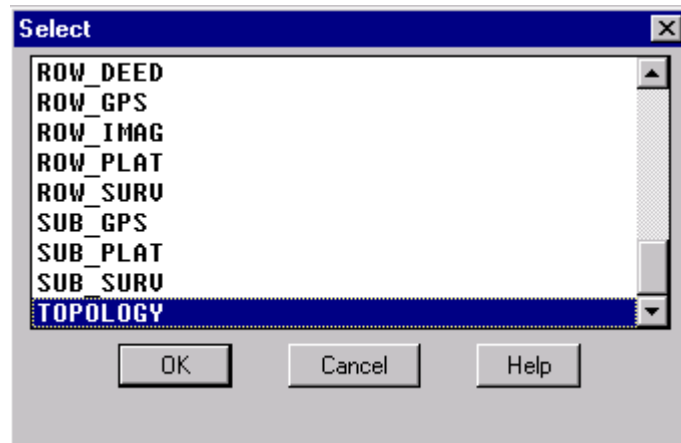 Select
ROW_DEED
ROW_GPS
ROW_IMAG
ROW_PLAT
ROW_SURV
SUB_GPS
SUB_PLAT
SUB_SURV
TOPOLOGY
OK Cancel Help